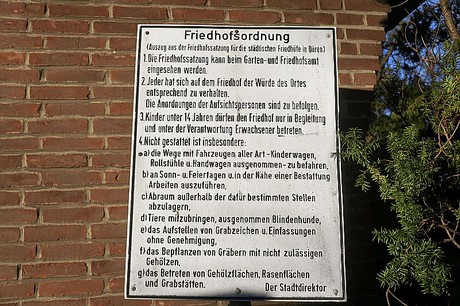 Friedhofsordnung
(Auszug aus der Friedhofssatzung für die städtischen Friedhöfe in Düren)
1. Die Friedhofssatzung kann beim Garten-und Friedhofsamt
eingesehen werden.
2. Jeder hat sich auf dem Friedhof der Würde des Ortes
entsprechend zu verhalten.
Die Anordnungen der Aufsichtspersonen sind zu befolgen.
3. Kinder unter 14 Jahren dürfen den Friedhof nur in Begleitung
und unter der Verantwortung Erwachsener betreten.
4. Nicht gestattet ist insbesondere:
a) die Wege mit Fahrzeugen aller Art - Kinderwagen,
Rollstühle u. Handwagen ausgenommen - zu befahren,
b) an Sonn- u. Feiertagen u. in der Nähe einer Bestattung
Arbeiten auszuführen,
c) Abraum außerhalb der dafür bestimmten Stellen
abzulagern,
d) Tiere mitzubringen, ausgenommen Blindenhunde,
e) das Aufstellen von Grabzeichen u. Einfassungen
ohne Genehmigung,
f) das Bepflanzen von Gräbern mit nicht zulässigen
Gehölzen,
g) das Betreten von Gehölzflächen, Rasenflächen
und Grabstätten. Der Stadtdirektor